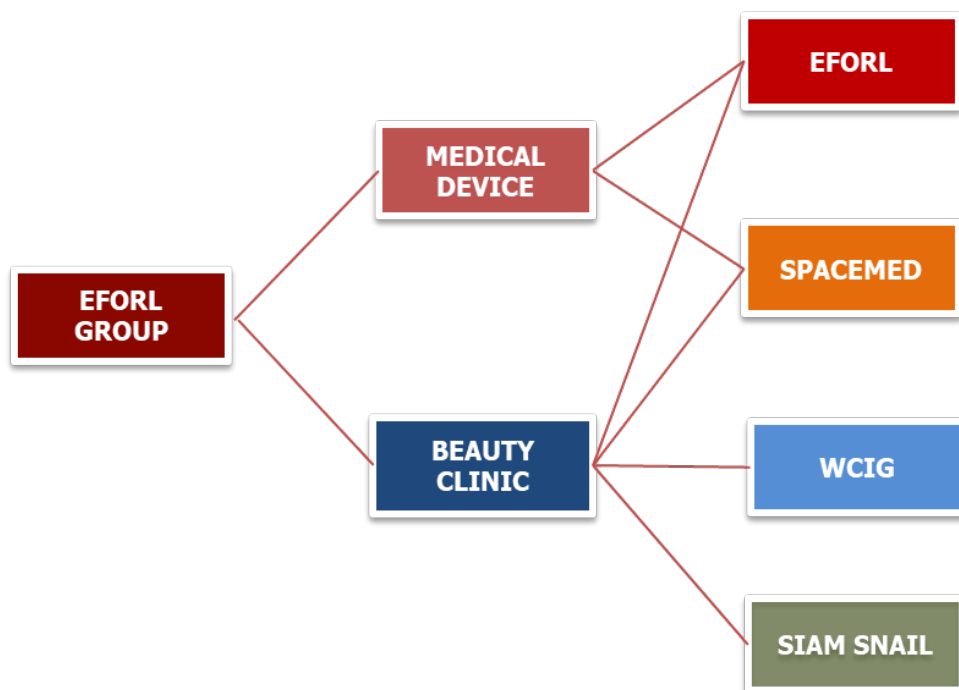 EFORL
GROUP
MEDICAL
DEVICE
BEAUTY
CLINIC
EFORL
SPACEMED
WCIG
SIAM SNAIL